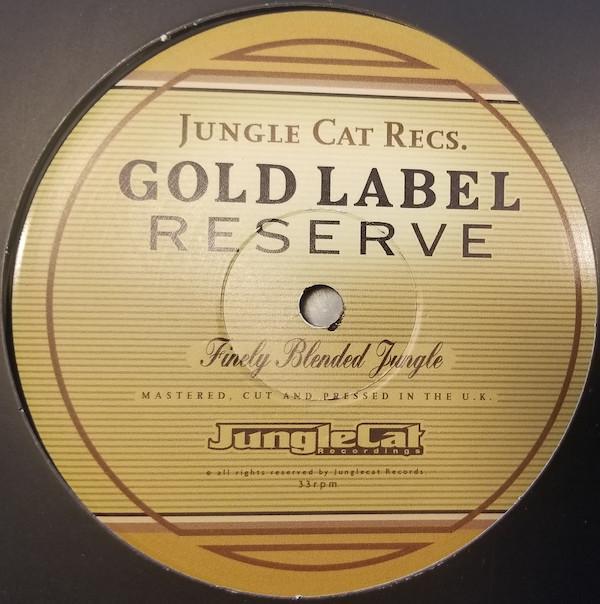 Jungle Cat Recs.
GOLD LABEL
RESERVE
Finely Blended Jungle
MASTERED, CUT AND PRESSED IN THE U.K.
JungleCat
Recordings
© all rights reserved by Junglecat Records
33rpm